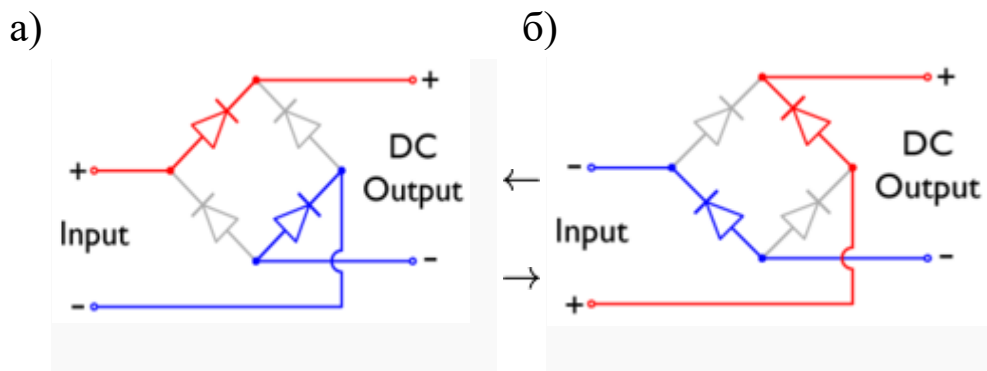 а)
+
+
DC
Output
Input
-
-
←
→
б)
+
-
DC
Output
Input
-
+